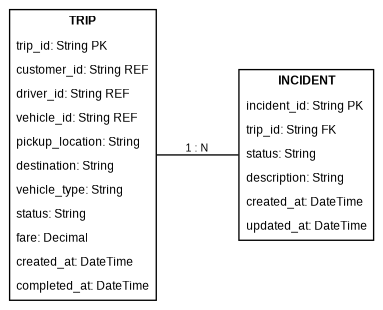 TRIP
trip_id: String PK
customer_id: String REF
driver_id: String REF
vehicle_id: String REF
pickup_location: String
destination: String
vehicle_type: String
status: String
fare: Decimal
created_at: DateTime
completed_at: DateTime
1 : N
INCIDENT
incident_id: String PK
trip_id: String FK
status: String
description: String
created_at: DateTime
updated_at: DateTime